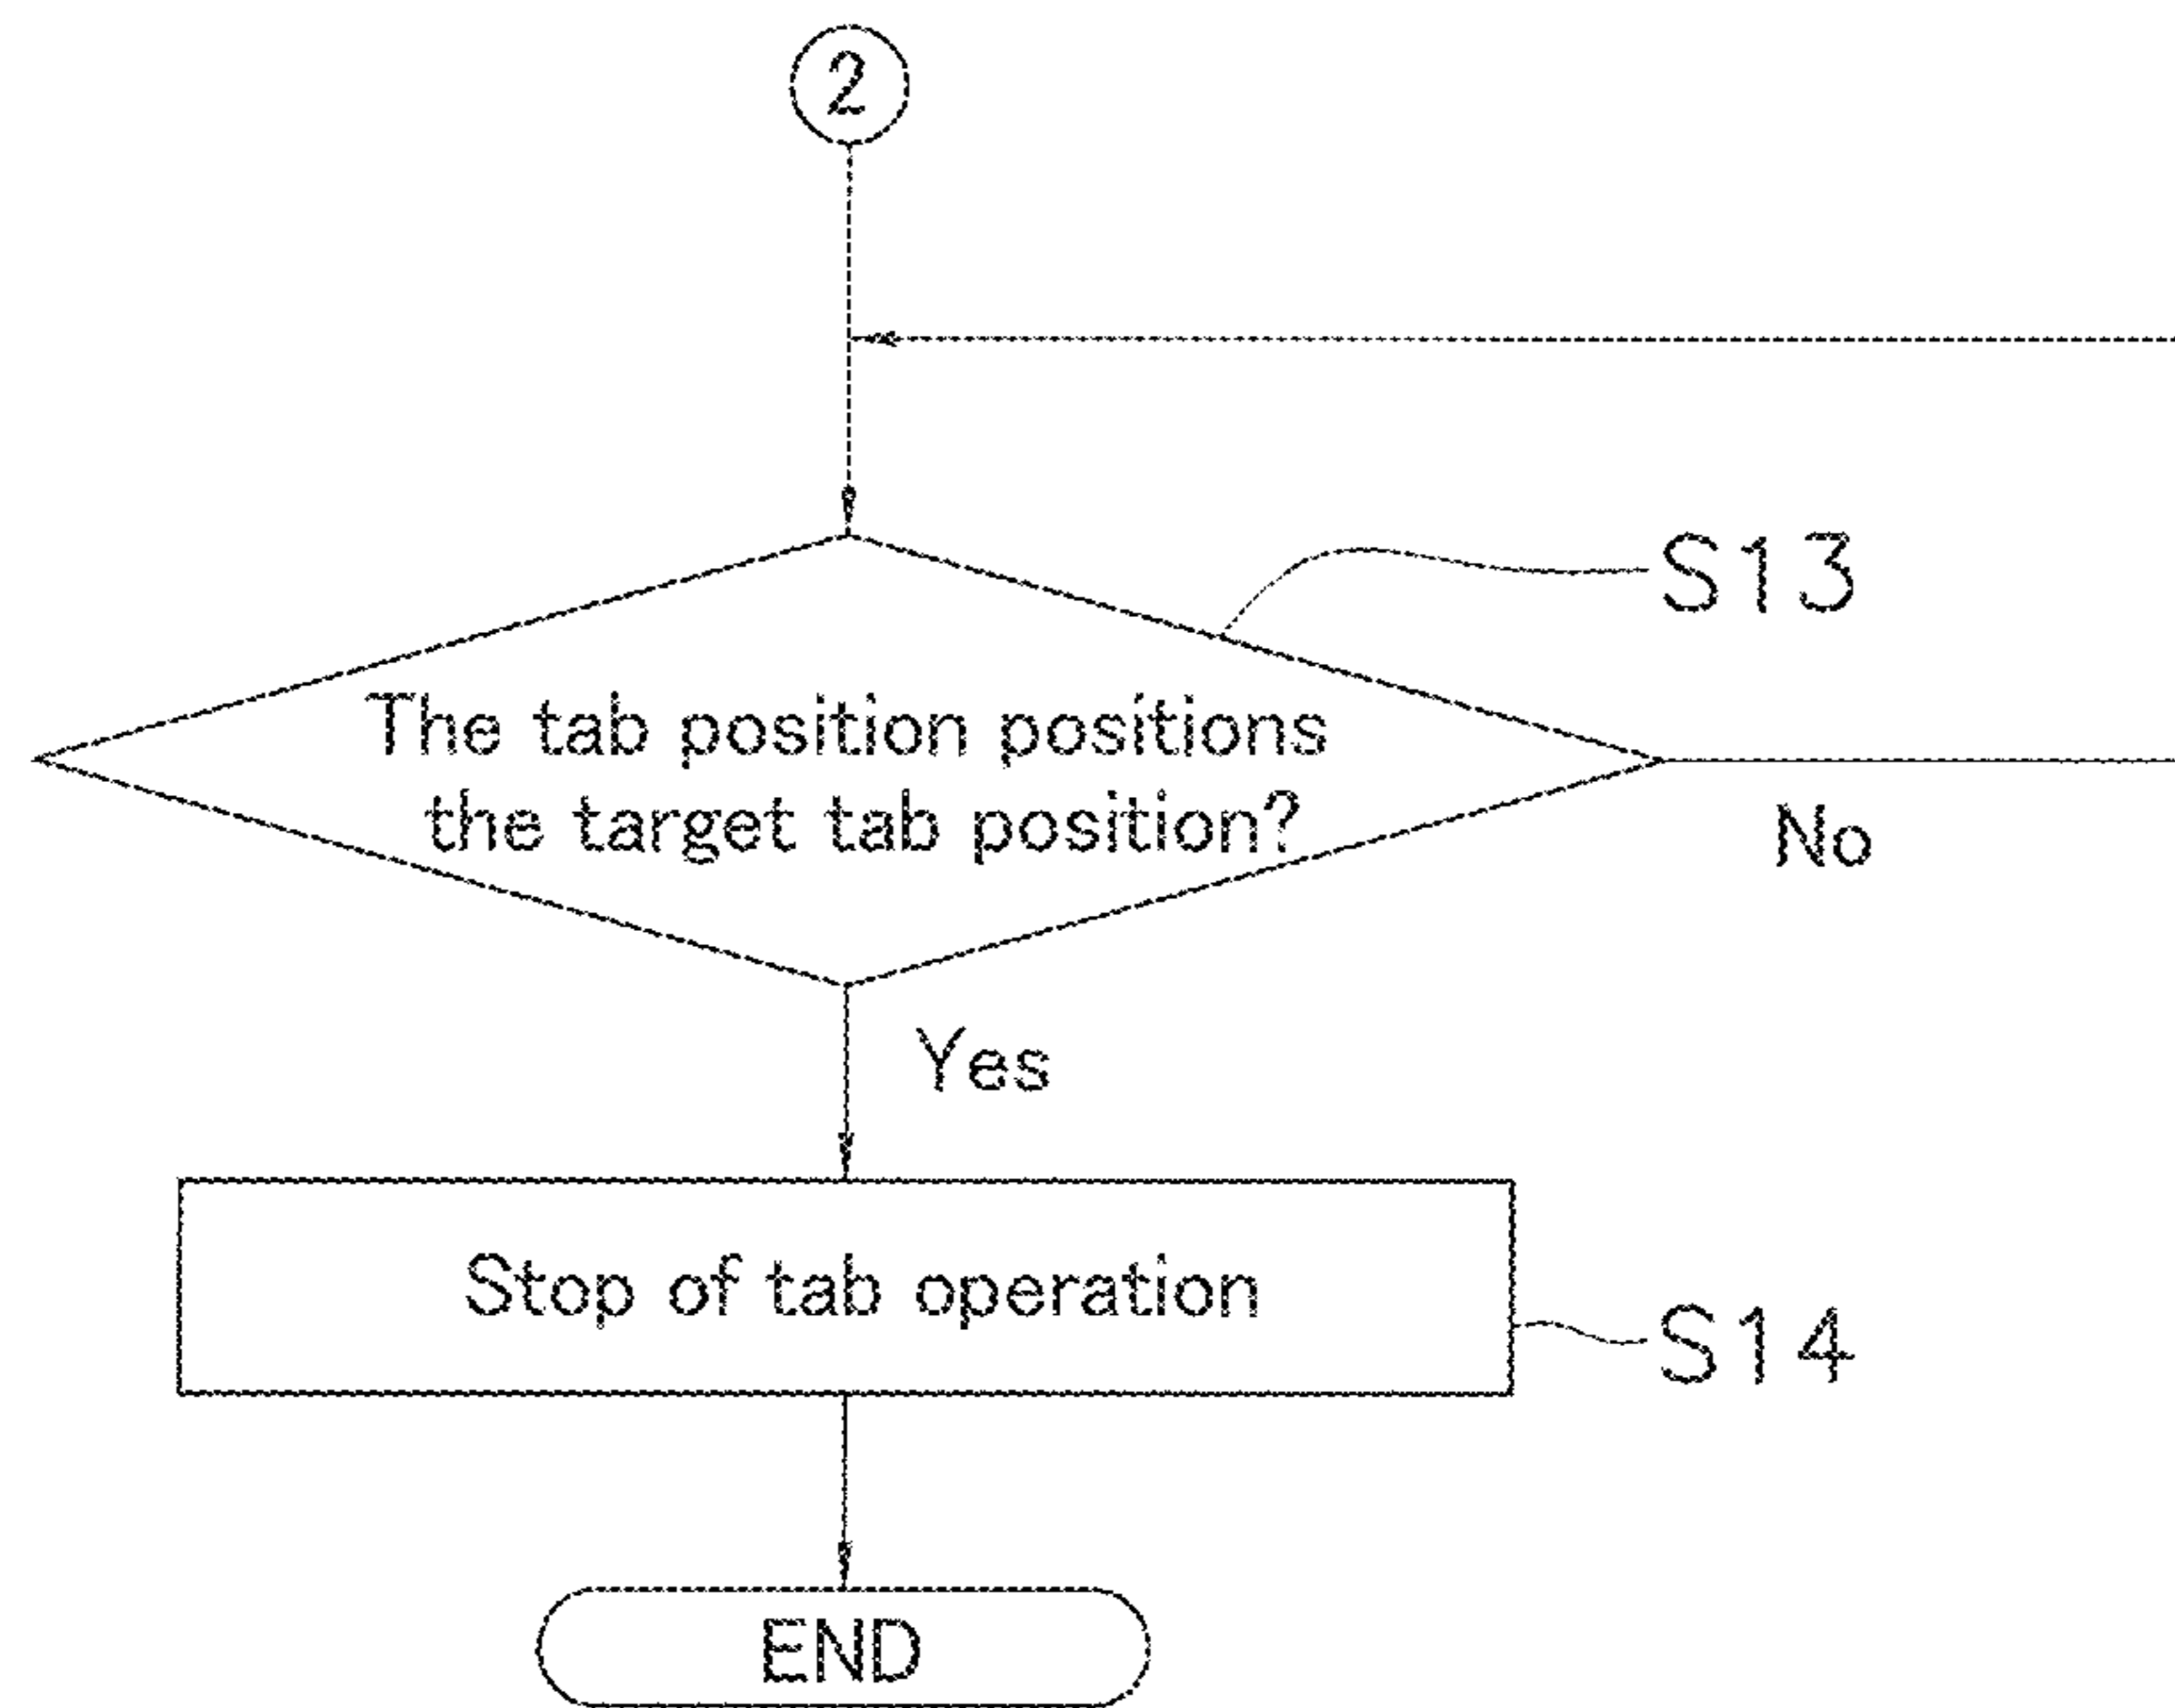 2
S13
The tab position positions
the target tab position?
No
Yes
Stop of tab operation
S14
END